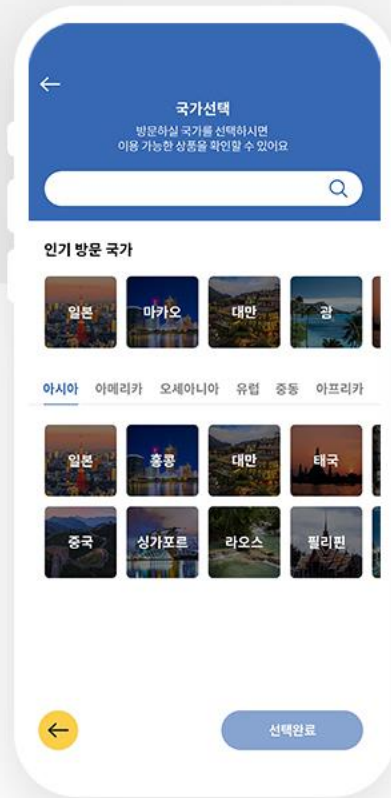 국가선택
방문하실 국가를 선택하시면
이용 가능한 상품을 확인할 수 있어요
인기 방문 국가
일본 마카오 대만 괌
아시아 아메리카 오세아니아 유럽 중동 아프리카
일본 홍콩 대만 태국
중국 싱가포르 라오스 필리핀
선택완료